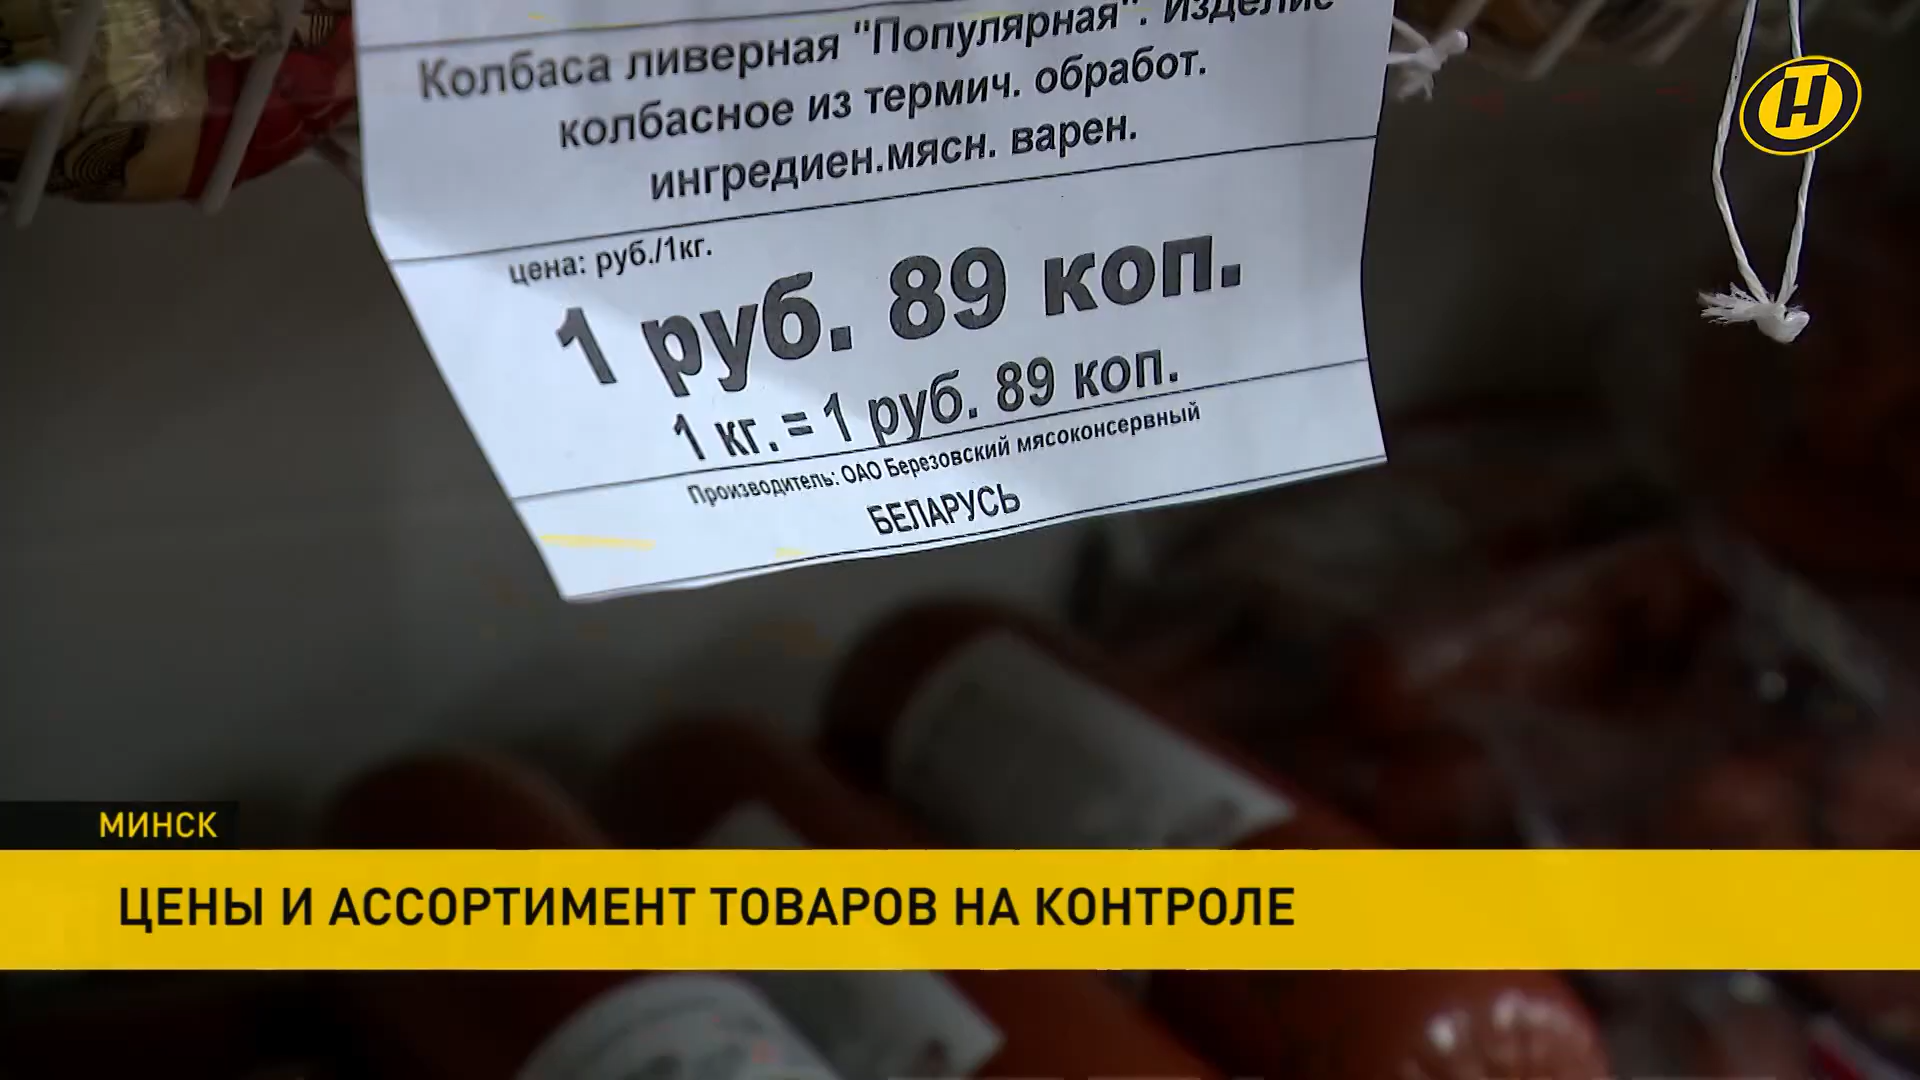 Колбаса ливерная "Популярная". Изделие
колбасное из термич. обработ.
ингредиен.мясн. варен.
цена: руб./1кг.
1 руб. 89 коп.
1 кг. = 1 руб. 89 коп.
Производитель: ОАО Березовский мясоконсервный
БЕЛАРУСЬ
Н
МИНСК
ЦЕНЫ И АССОРТИМЕНТ ТОВАРОВ НА КОНТРОЛЕ